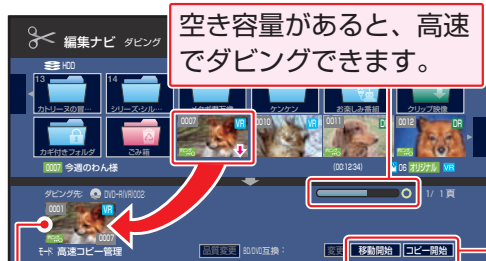 編集ナビ ダビング
空き容量があると、高速
でダビングできます。
HDD
13 14
カトリーヌの冒… シリーズ・シル… ケンケン お楽しみ番組 クリップ映像
0007 VR 0010 VR 0011 0012 DR
カギ付きフォルダ ごみ箱
0007 今週のわん様 (00:12:34) 06 オリジナル VR
ダビング先: DVD-R(VR)002 1/ 1頁
0001 VR
0007
モード 高速コピー管理 品質変更 BD/DVD互換: 変更 移動開始 コピー開始